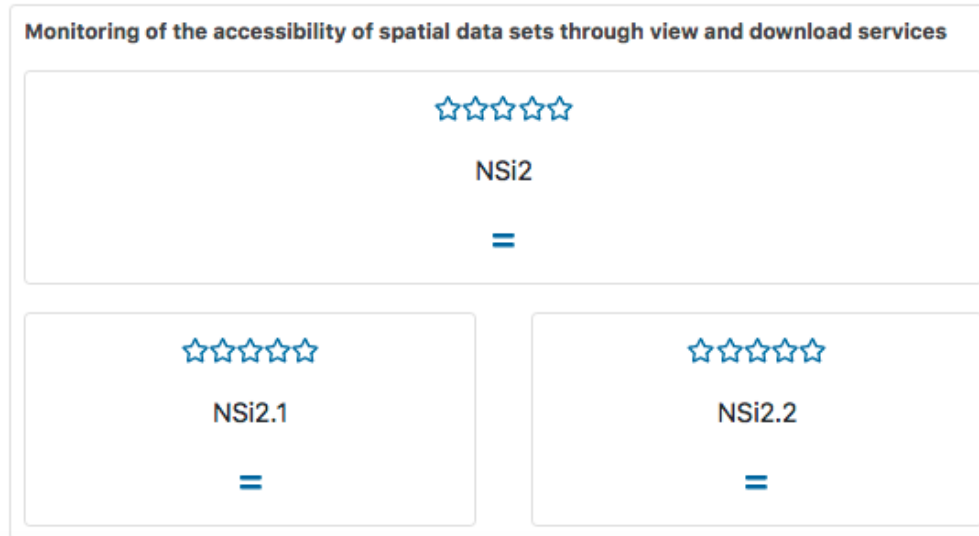 Monitoring of the accessibility of spatial data sets through view and download services
NSi2
=
NSi2.1
NSi2.2
=
=